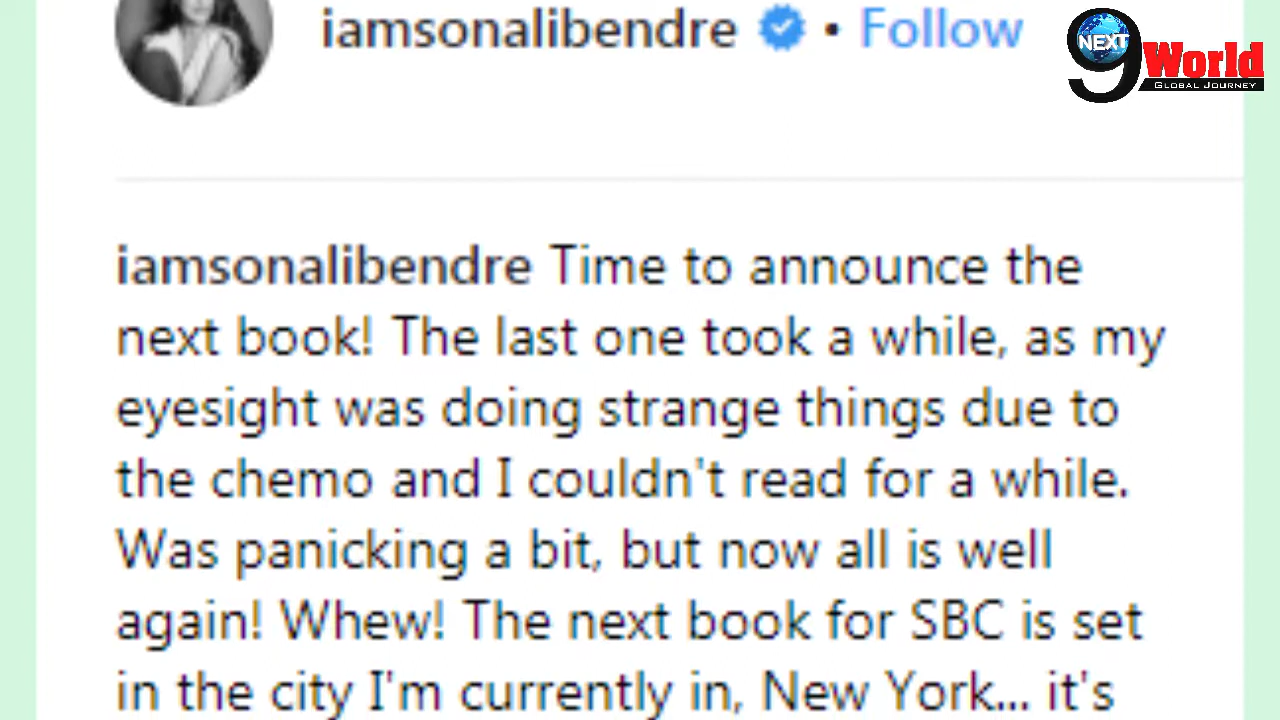 iamsonalibendre • Follow
NEXT
9 World
GLOBAL JOURNEY
iamsonalibendre Time to announce the
next book! The last one took a while, as my
eyesight was doing strange things due to
the chemo and I couldn't read for a while.
Was panicking a bit, but now all is well
again! Whew! The next book for SBC is set
in the city I'm currently in, New York... it's